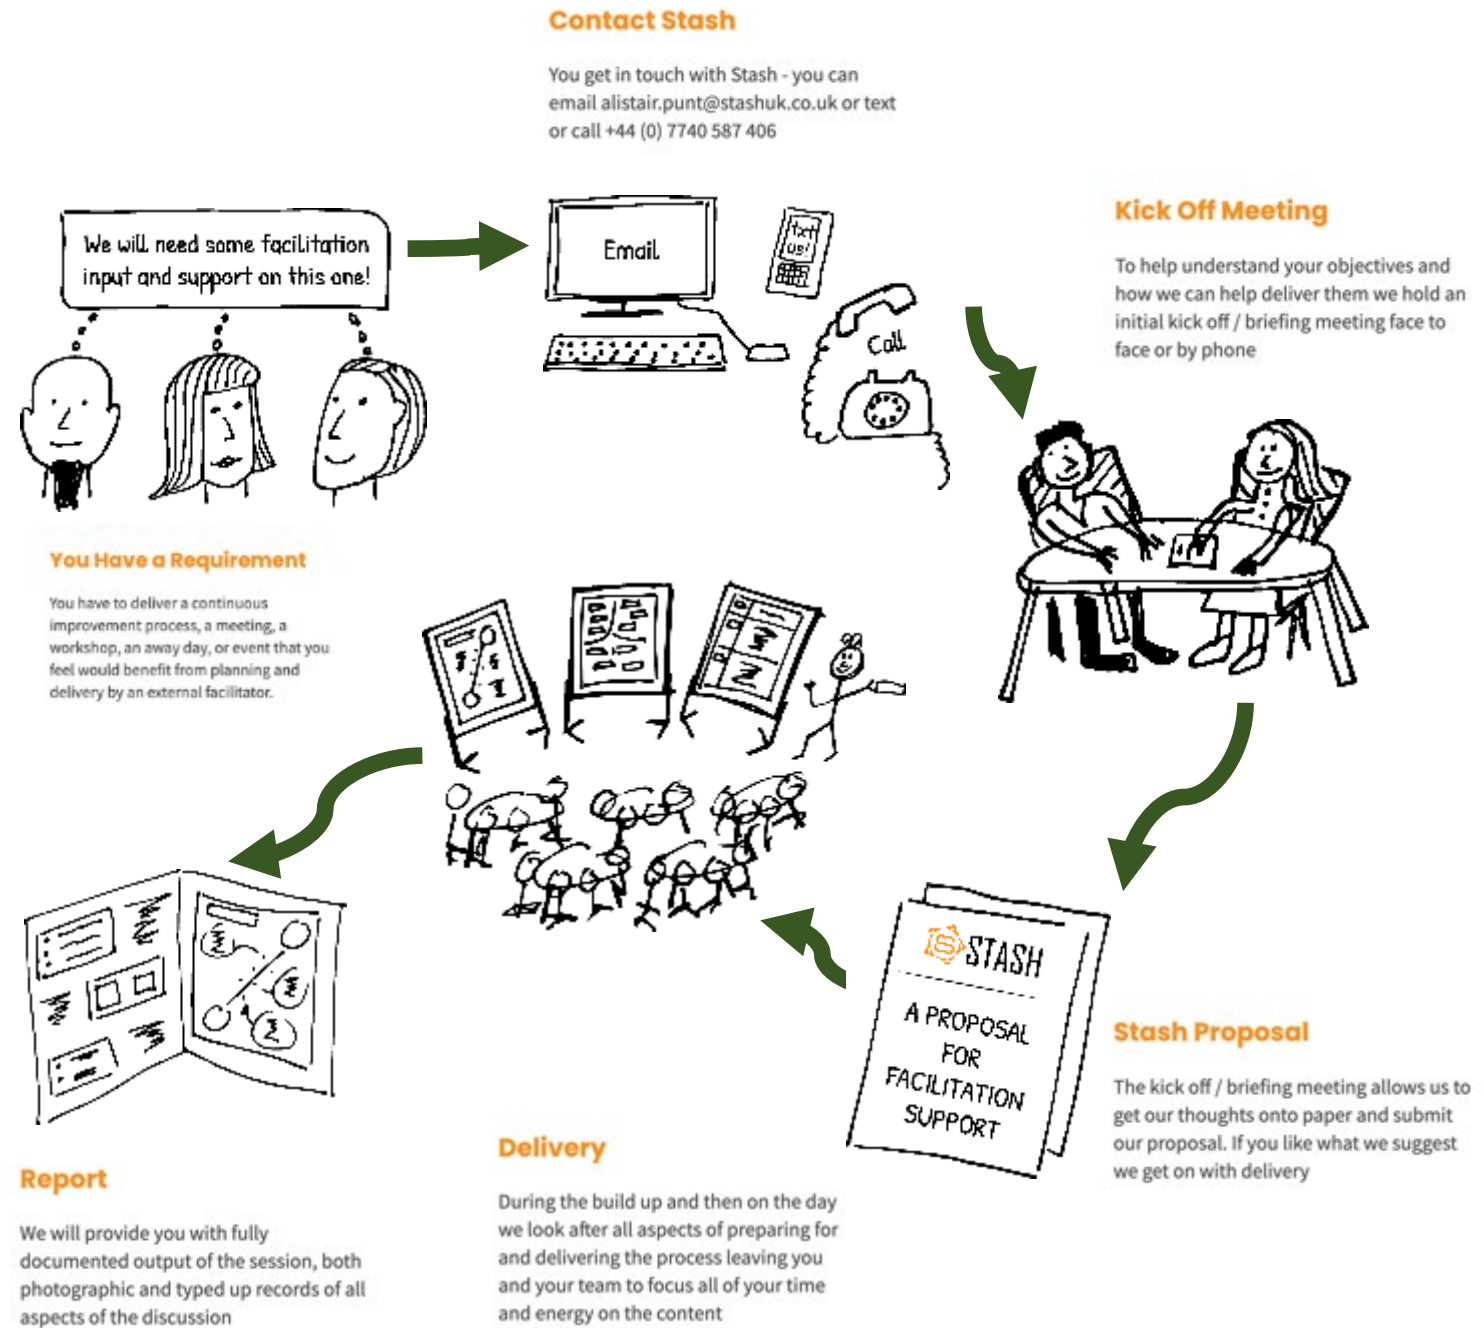 Contact Stash
You get in touch with Stash - you can
email alistair.punt@stashuk.co.uk or text
or call +44 (0) 7740 587 406
We will need some facilitation
input and support on this one!
Email
txt
us!
Call
Kick Off Meeting
To help understand your objectives and
how we can help deliver them we hold an
initial kick off / briefing meeting face to
face or by phone
You Have a Requirement
You have to deliver a continuous
improvement process, a meeting, a
workshop, an away day, or event that you
feel would benefit from planning and
delivery by an external facilitator.
S STASH
A PROPOSAL
FOR
FACILITATION
SUPPORT
Stash Proposal
The kick off / briefing meeting allows us to
get our thoughts onto paper and submit
our proposal. If you like what we suggest
we get on with delivery
Delivery
During the build up and then on the day
we look after all aspects of preparing for
and delivering the process leaving you
and your team to focus all of your time
and energy on the content
Report
We will provide you with fully
documented output of the session, both
photographic and typed up records of all
aspects of the discussion